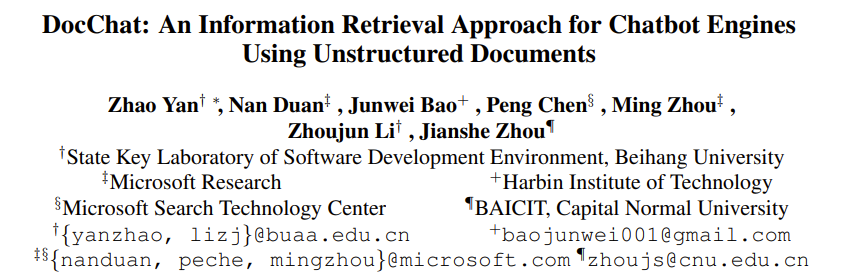 DocChat: An Information Retrieval Approach for Chatbot Engines
Using Unstructured Documents
Zhao Yan† *, Nan Duan‡ , Junwei Bao+ , Peng Chen§ , Ming Zhou‡ ,
Zhoujun Li† , Jianshe Zhou¶
†State Key Laboratory of Software Development Environment, Beihang University
‡Microsoft Research +Harbin Institute of Technology
§Microsoft Search Technology Center ¶BAICIT, Capital Normal University
†{yanzhao, lizj}@buaa.edu.cn +baojunwei001@gmail.com
‡§{nanduan, peche, mingzhou}@microsoft.com ¶zhoujs@cnu.edu.cn